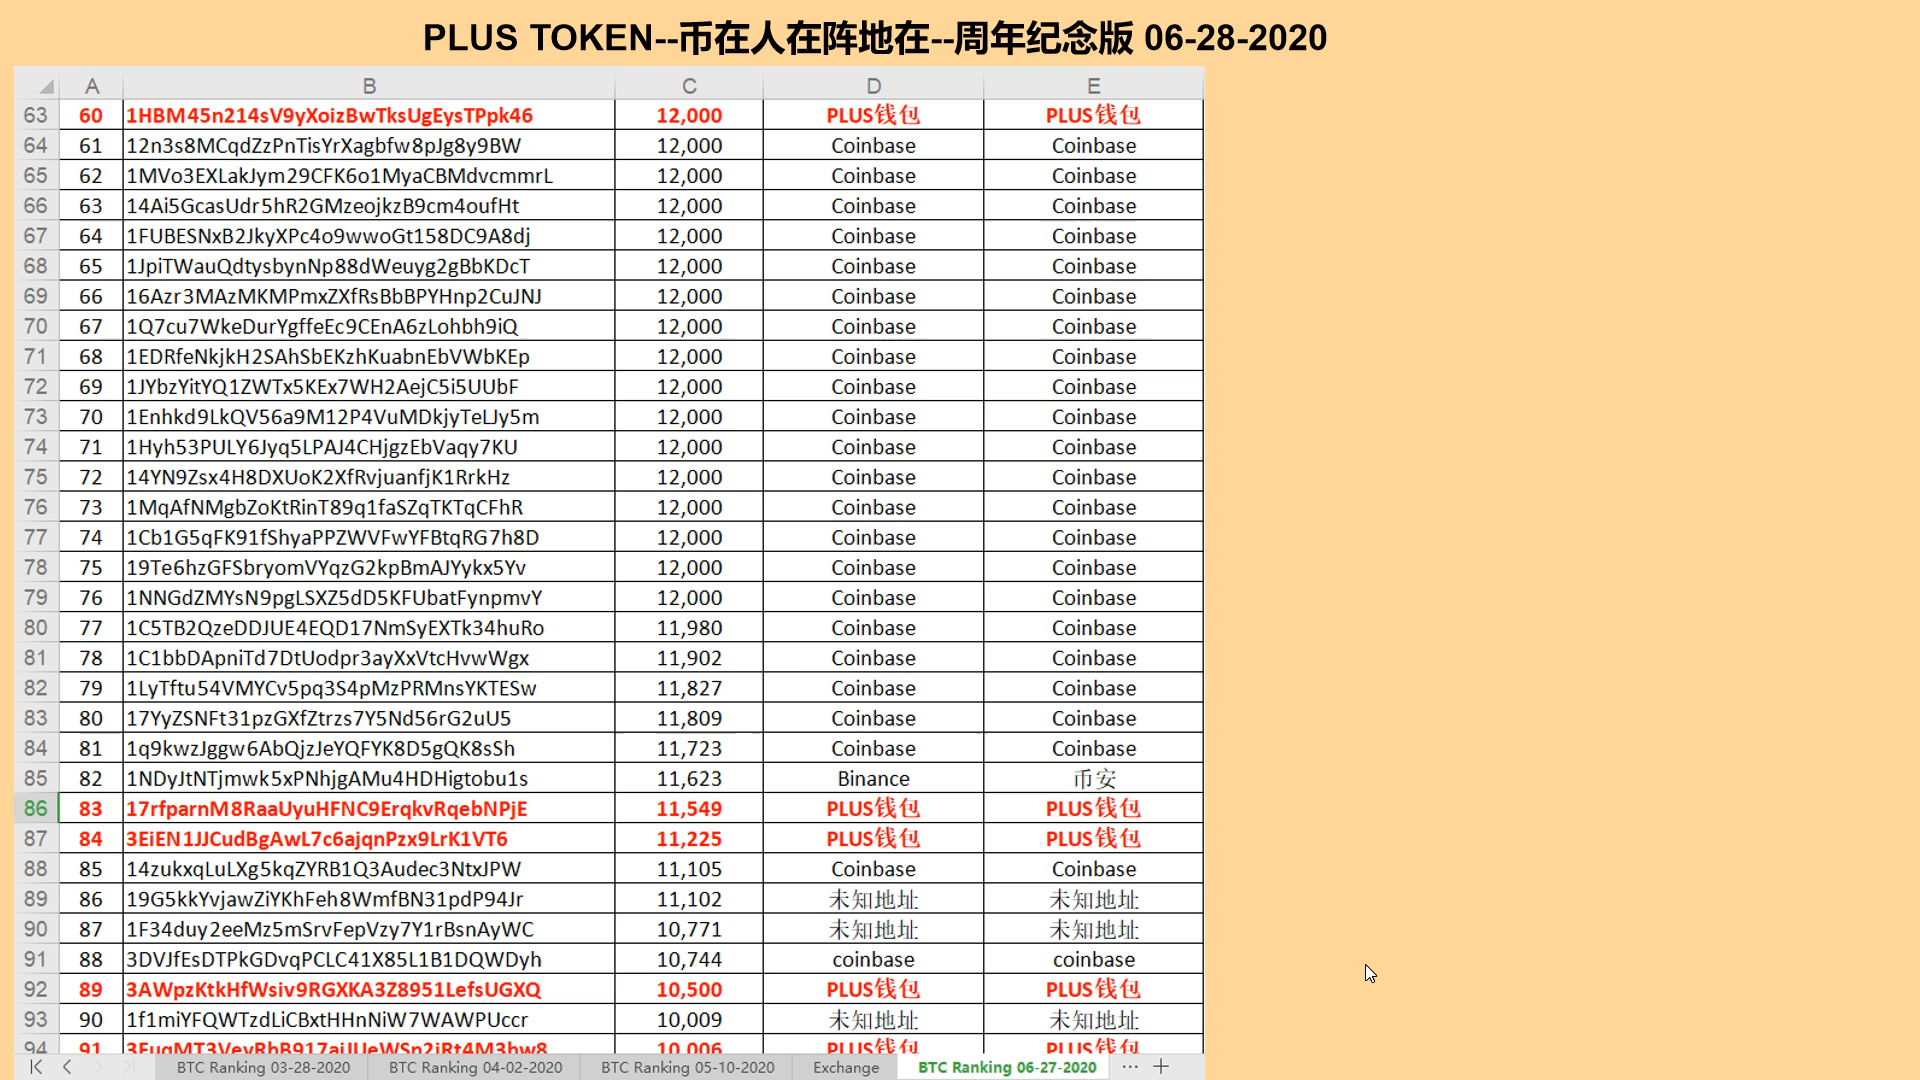 PLUS TOKEN--币在人在阵地在--周年纪念版 06-28-2020
A B C D E
63 60 1HBM45n214sV9yXoizBwTksUgEysTPpk46 12,000 PLUS钱包 PLUS钱包
64 61 12n3s8MCqdZzPnTisYrXagbfw8pJg8y9BW 12,000 Coinbase Coinbase
65 62 1MVo3EXLakJym29CFK6o1MyaCBMdvcmmrL 12,000 Coinbase Coinbase
66 63 14Ai5GcasUdr5hR2GMzeojkzB9cm4oufHt 12,000 Coinbase Coinbase
67 64 1FUBESNxB2JkyXPc4o9wwoGt158DC9A8dj 12,000 Coinbase Coinbase
68 65 1JpiTWauQdtysbynNp88dWeuyg2gBbKDcT 12,000 Coinbase Coinbase
69 66 16Azr3MAzMKMPmxZXfRsBbBPYHnp2CuJNJ 12,000 Coinbase Coinbase
70 67 1Q7cu7WkeDurYgffeEc9CEnA6zLohbh9iQ 12,000 Coinbase Coinbase
71 68 1EDRfeNkjkH2SAhSbEKzhKuabnEbVWbKEp 12,000 Coinbase Coinbase
72 69 1JYbzYitYQ1ZWTx5KEx7WH2AejC5i5UUbF 12,000 Coinbase Coinbase
73 70 1Enhkd9LkQV56a9M12P4VuMDkjyTeLJy5m 12,000 Coinbase Coinbase
74 71 1Hyh53PULY6Jyq5LPAJ4CHjgzEbVaqy7KU 12,000 Coinbase Coinbase
75 72 14YN9Zsx4H8DXUoK2XfRvjuanfjK1RrkHz 12,000 Coinbase Coinbase
76 73 1MqAfNMgbZoKtRinT89q1faSZqTKTqCFhR 12,000 Coinbase Coinbase
77 74 1Cb1G5qFK91fShyaPPZWVFwYFBtqRG7h8D 12,000 Coinbase Coinbase
78 75 19Te6hzGFSbryomVYqzG2kpBmAJYykx5Yv 12,000 Coinbase Coinbase
79 76 1NNGdZMYsN9pgLSXZ5dD5KFUbatFynpmvY 12,000 Coinbase Coinbase
80 77 1C5TB2QzeDDJUE4EQD17NmSyEXTk34huRo 11,980 Coinbase Coinbase
81 78 1C1bbDApniTd7DtUodpr3ayXxVtcHvwWgx 11,902 Coinbase Coinbase
82 79 1LyTftu54VMYCv5pq3S4pMzPRMnsYKTESw 11,827 Coinbase Coinbase
83 80 17YyZSNFt31pzGXfZtrzs7Y5Nd56rG2uU5 11,809 Coinbase Coinbase
84 81 1q9kwzJggw6AbQjzJeYQFYK8D5gQK8sSh 11,723 Coinbase Coinbase
85 82 1NDyJtNTjmwk5xPNhjgAMu4HDHigtobu1s 11,623 Binance 币安
86 83 17rfparnM8RaaUyuHFNC9ErqkvRqebNPjE 11,549 PLUS钱包 PLUS钱包
87 84 3EiEN1JJCudBgAwL7c6ajqnPzx9LrK1VT6 11,225 PLUS钱包 PLUS钱包
88 85 14zukxqLuLXg5kqZYRB1Q3Audec3NtxJPW 11,105 Coinbase Coinbase
89 86 19G5kkYvjawZiYKhFeh8WmfBN31pdP94Jr 11,102 未知地址 未知地址
90 87 1F34duy2eeMz5mSrvFepVzy7Y1rBsnAyWC 10,771 未知地址 未知地址
91 88 3DVJfEsDTPkGDvqPCLC41X85L1B1DQWDyh 10,744 coinbase coinbase
92 89 3AWpzKtkHfWsiv9RGXKA3Z8951LefsUGXQ 10,500 PLUS钱包 PLUS钱包
93 90 1f1miYFQWTzdLiCBxtHHnNiW7WAWPUccr 10,009 未知地址 未知地址
94 91 10,006 PLUS钱包 PLUS钱包
BTC Ranking 03-28-2020 BTC Ranking 04-02-2020 BTC Ranking 05-10-2020 Exchange BTC Ranking 06-27-2020 ... +